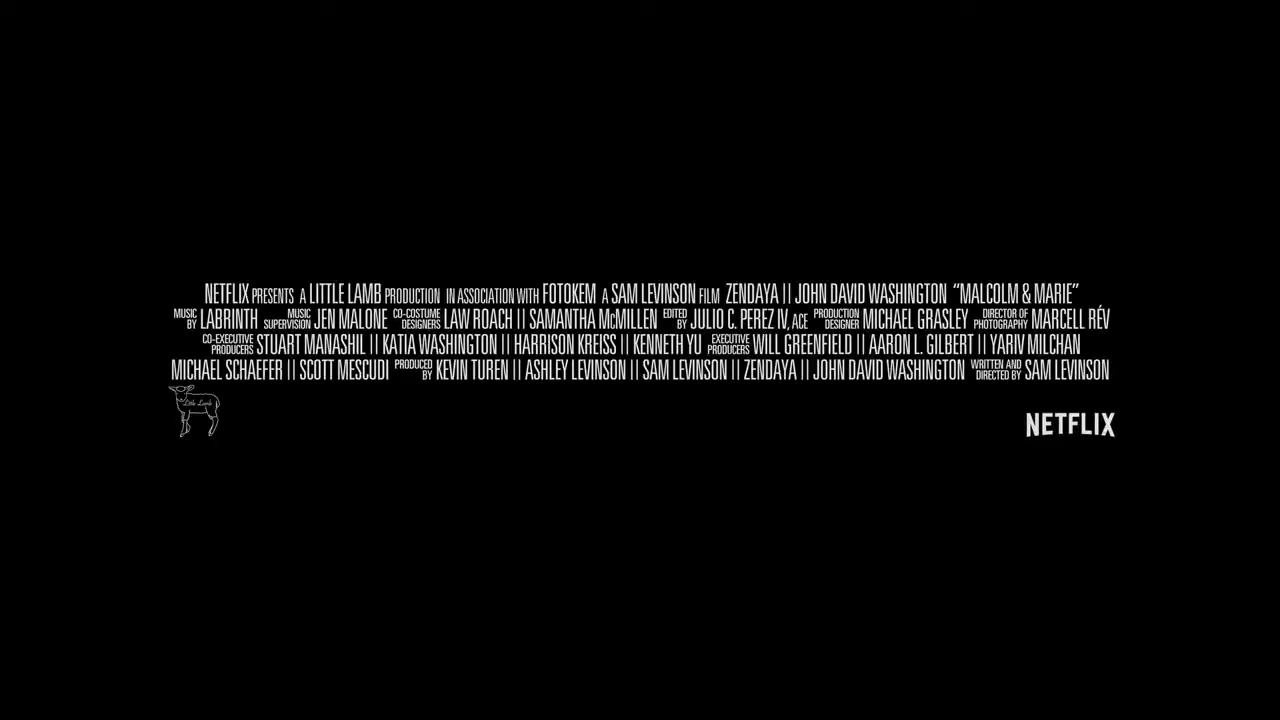 NETFLIX PRESENTS A LITTLE LAMB PRODUCTION IN ASSOCIATION WITH FOTOKEM A SAM LEVINSON FILM ZENDAYA || JOHN DAVID WASHINGTON “MALCOLM & MARIE”
MUSIC BY LABRINTH MUSIC SUPERVISION JEN MALONE CO-COSTUME DESIGNERS LAW ROACH || SAMANTHA McMILLEN EDITED BY JULIO C. PEREZ IV, ACE PRODUCTION DESIGNER MICHAEL GRASLEY DIRECTOR OF PHOTOGRAPHY MARCELL RÉV
CO-EXECUTIVE PRODUCERS STUART MANASHIL || KATIA WASHINGTON || HARRISON KREISS || KENNETH YU EXECUTIVE PRODUCERS WILL GREENFIELD || AARON L. GILBERT || YARIV MILCHAN
MICHAEL SCHAEFER || SCOTT MESCUDI PRODUCED BY KEVIN TUREN || ASHLEY LEVINSON || SAM LEVINSON || ZENDAYA || JOHN DAVID WASHINGTON WRITTEN AND DIRECTED BY SAM LEVINSON
Little Lamb
NETFLIX